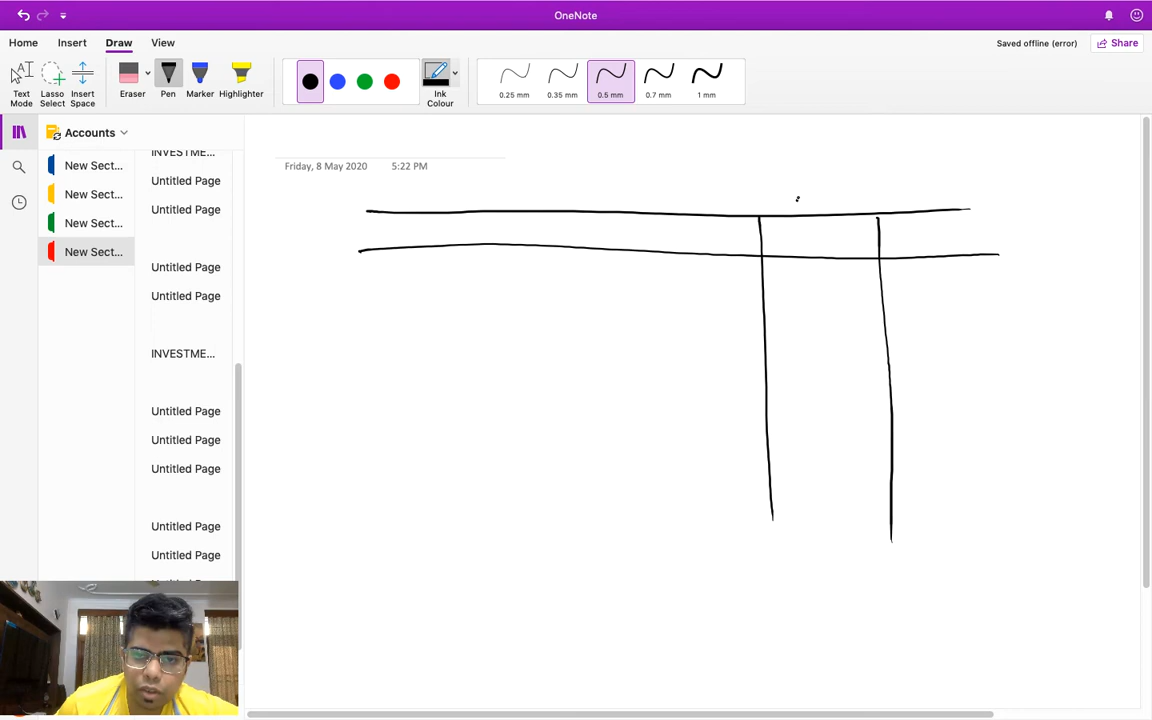 OneNote
Home Insert Draw View
Saved offline (error) Share
Text Mode
Lasso Select
Insert Space
Eraser
Pen
Marker
Highlighter
Ink Colour
0.25 mm
0.35 mm
0.5 mm
0.7 mm
1 mm
Accounts
New Sect...
New Sect...
New Sect...
New Sect...
INVESTME...
Untitled Page
Untitled Page
Untitled Page
Untitled Page
INVESTME...
Untitled Page
Untitled Page
Untitled Page
Untitled Page
Untitled Page
Friday, 8 May 2020 5:22 PM